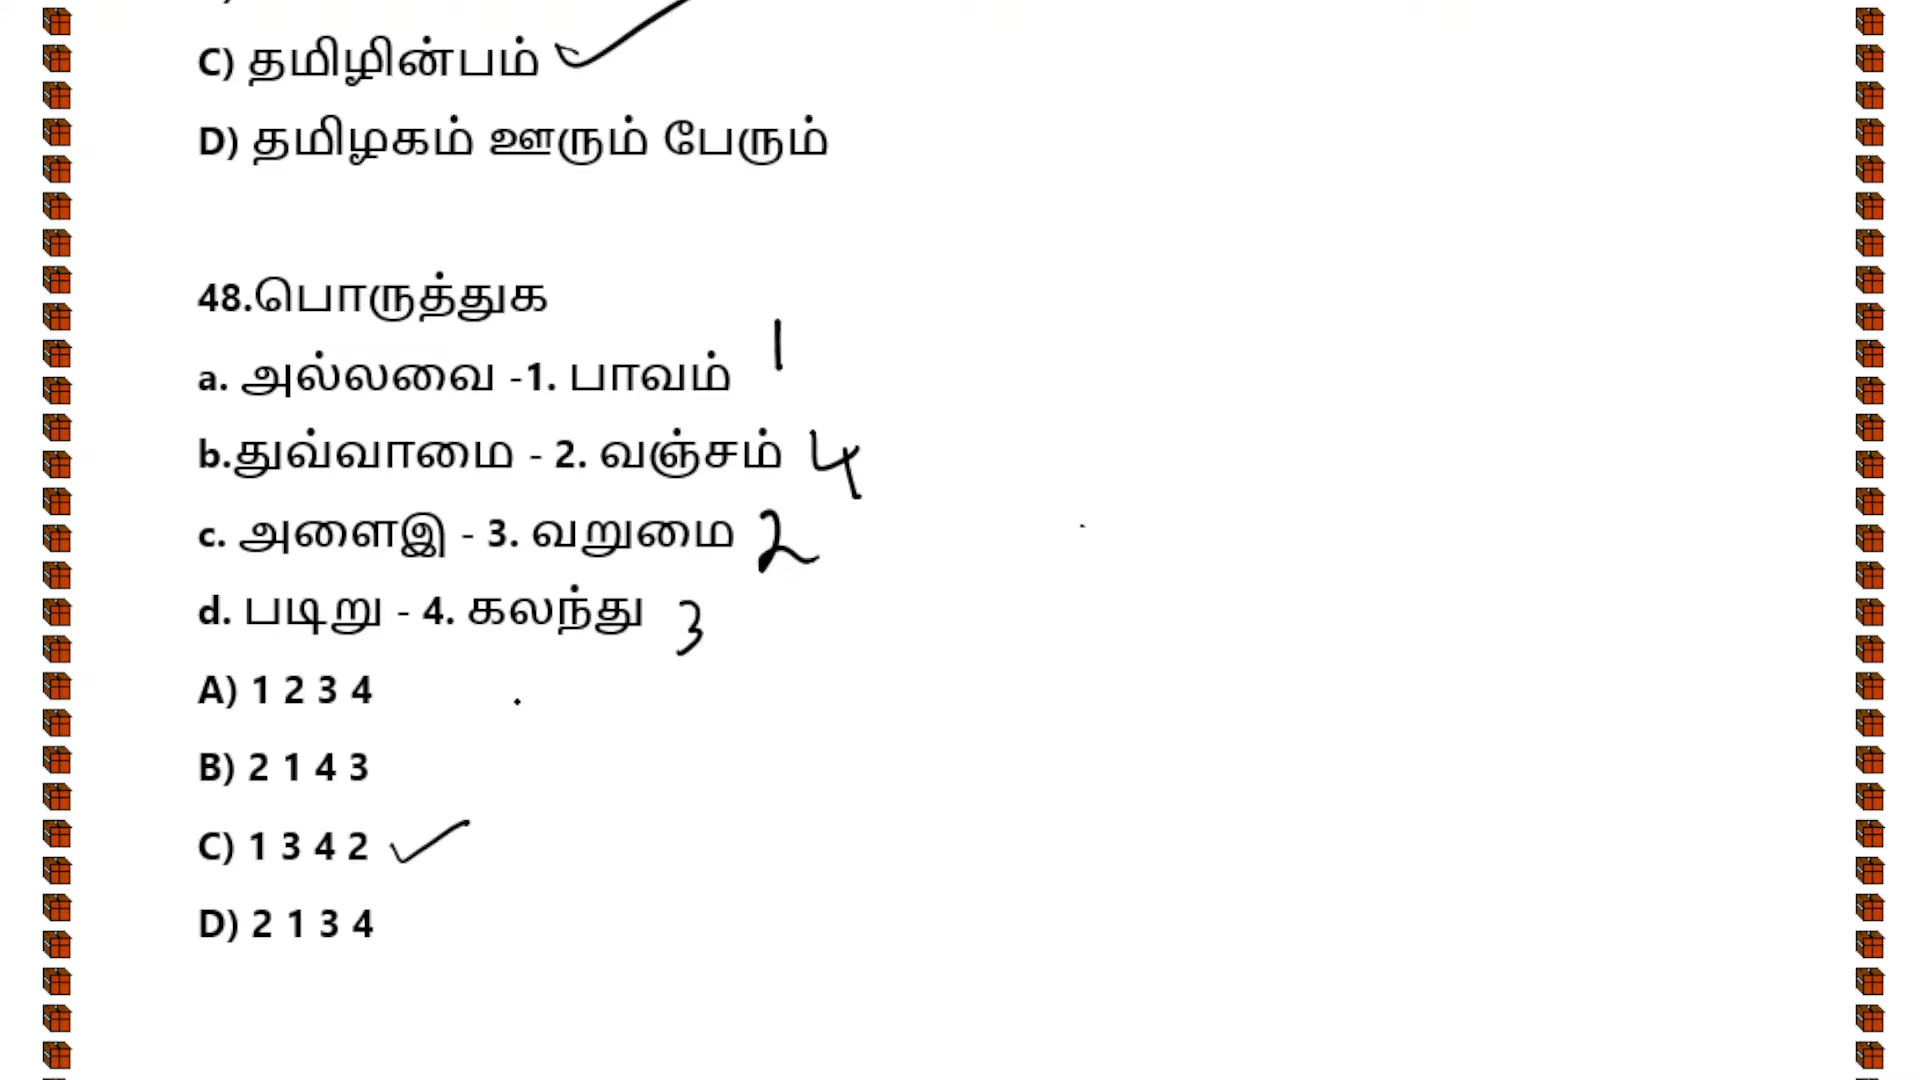 C) தமிழின்பம்
D) தமிழகம் ஊரும் பேரும்
48.பொருத்துக
a. அல்லவை -1. பாவம் 1
b.துவ்வாமை - 2. வஞ்சம் 4
c. அளைஇ - 3. வறுமை 2
d. படிறு - 4. கலந்து 3
A) 1 2 3 4
B) 2 1 4 3
C) 1 3 4 2
D) 2 1 3 4